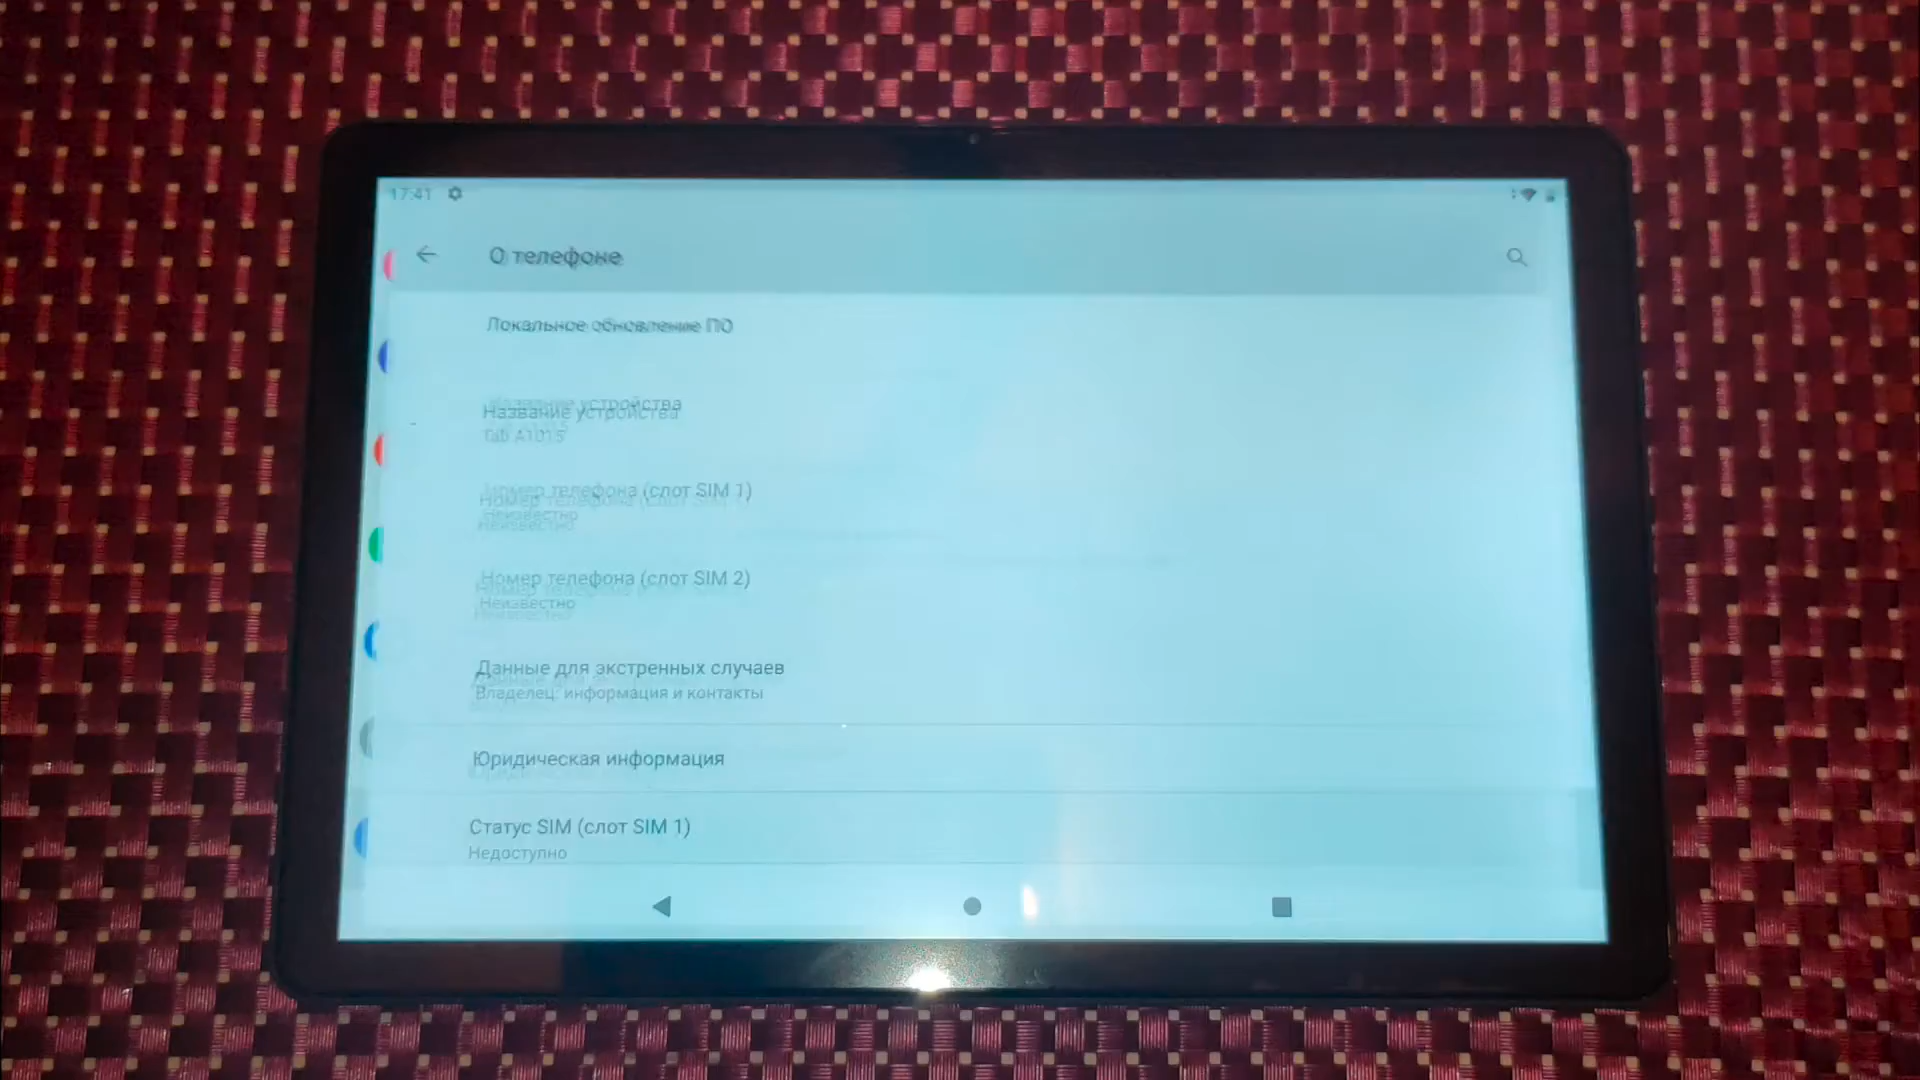 17:41
О телефоне
Локальное обновление ПО
Название устройства
Tab A1015
Номер телефона (слот SIM 1)
Неизвестно
Номер телефона (слот SIM 2)
Неизвестно
Данные для экстренных случаев
Владелец: информация и контакты
Юридическая информация
Статус SIM (слот SIM 1)
Недоступно